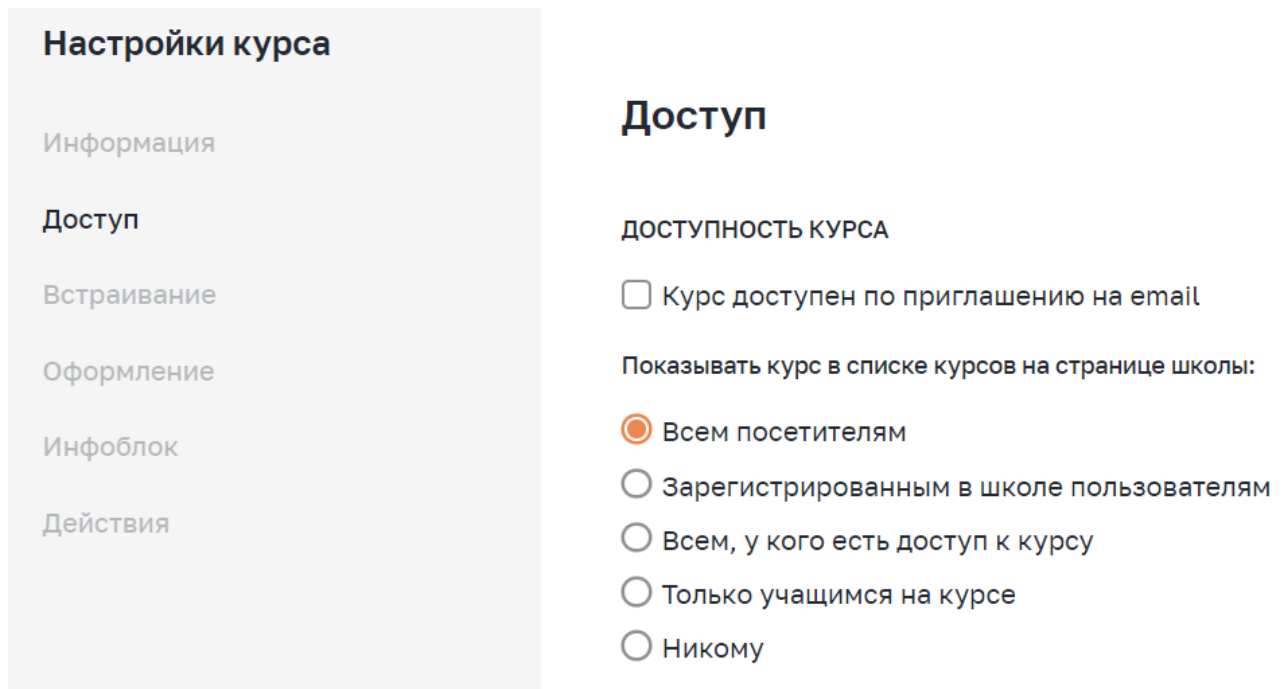 Настройки курса
Информация
Доступ
Встраивание
Оформление
Инфоблок
Действия
Доступ
ДОСТУПНОСТЬ КУРСА
Курс доступен по приглашению на email
Показывать курс в списке курсов на странице школы:
Всем посетителям
Зарегистрированным в школе пользователям
Всем, у кого есть доступ к курсу
Только учащимся на курсе
Никому